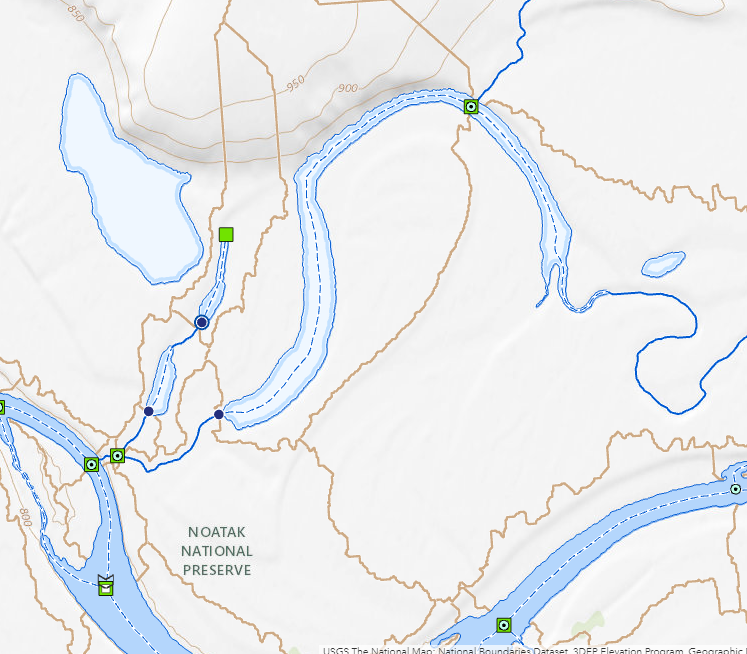 850
950
900
800
NOATAK
NATIONAL
PRESERVE
USGS The National Map: National Boundaries Dataset, 3DEP Elevation Program, Geographic